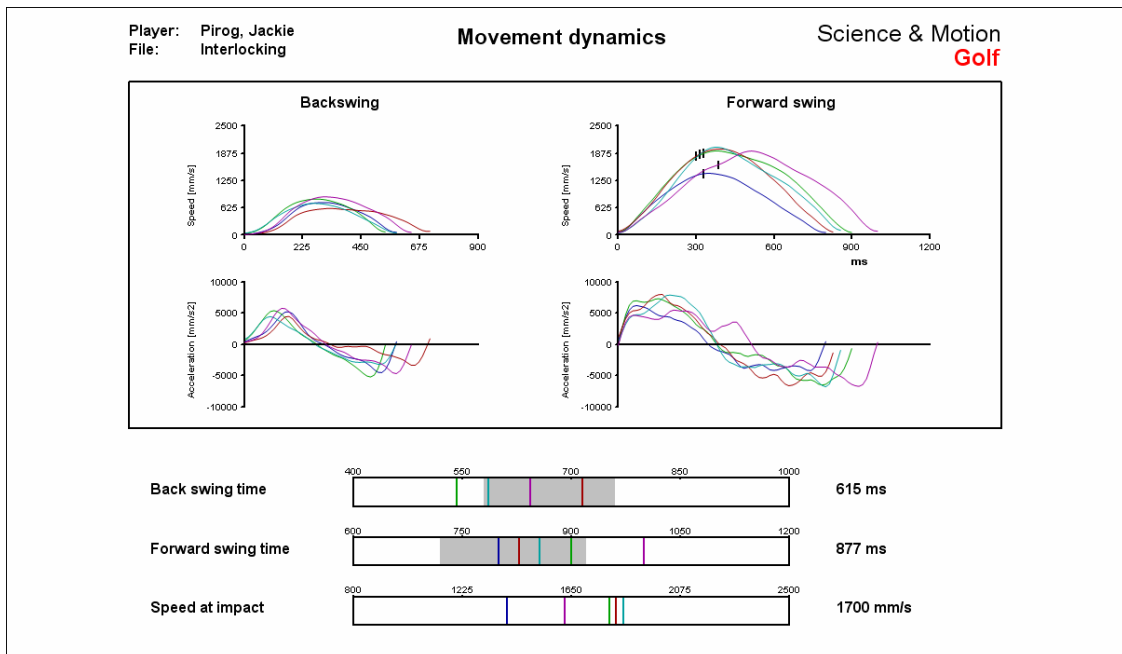 Player: Pirog, Jackie
File: Interlocking
Movement dynamics
Science & Motion
Golf
Backswing
Forward swing
Speed [mm/s]
2500
1875
1250
625
0
0 225 450 675 900
Speed [mm/s]
2500
1875
1250
625
0
0 300 600 900 1200
ms
Acceleration [mm/s2]
10000
5000
0
-5000
-10000
Acceleration [mm/s2]
10000
5000
0
-5000
-10000
400 550 700 850 1000
Back swing time 615 ms
600 750 900 1050 1200
Forward swing time 877 ms
800 1225 1650 2075 2500
Speed at impact 1700 mm/s